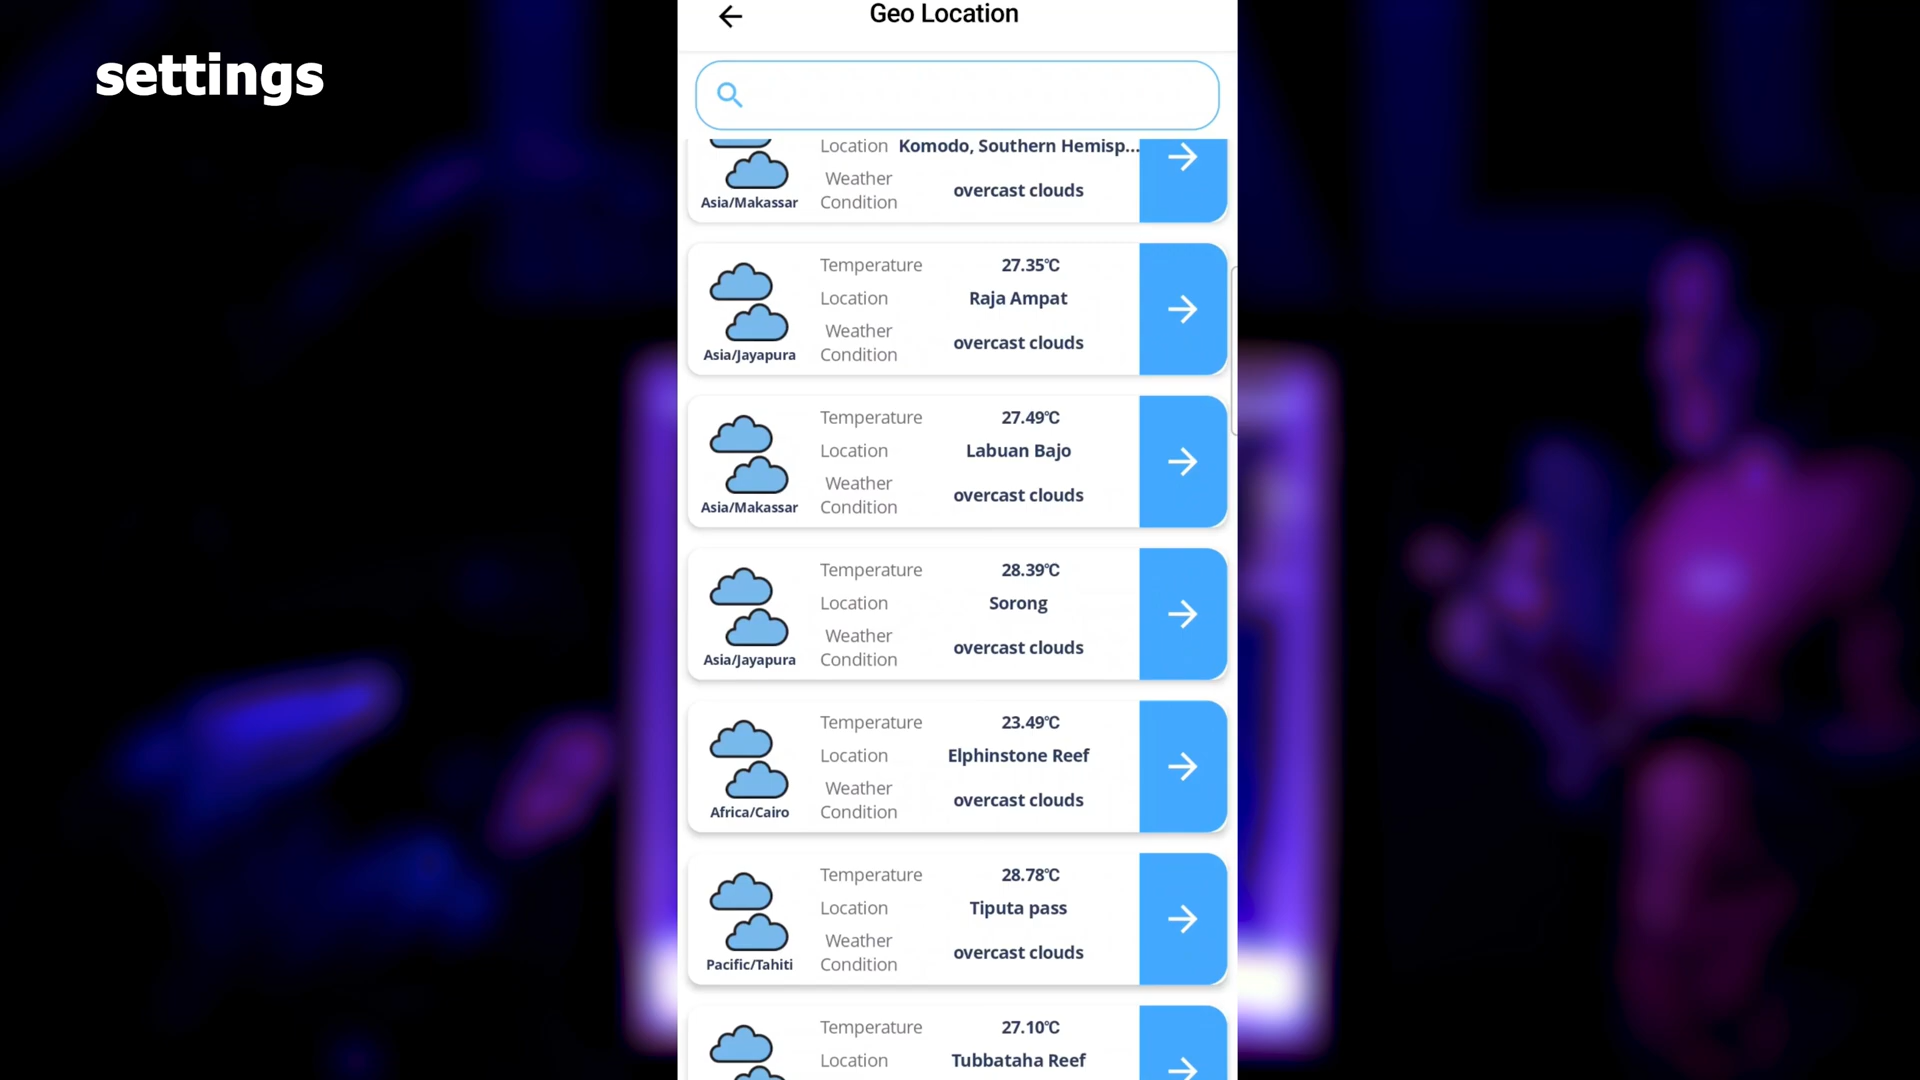 settings
Geo Location
Location Komodo, Southern Hemisp...
Weather Condition overcast clouds
Asia/Makassar
Temperature 27.35°C
Location Raja Ampat
Weather Condition overcast clouds
Asia/Jayapura
Temperature 27.49°C
Location Labuan Bajo
Weather Condition overcast clouds
Asia/Makassar
Temperature 28.39°C
Location Sorong
Weather Condition overcast clouds
Asia/Jayapura
Temperature 23.49°C
Location Elphinstone Reef
Weather Condition overcast clouds
Africa/Cairo
Temperature 28.78°C
Location Tiputa pass
Weather Condition overcast clouds
Pacific/Tahiti
Temperature 27.10°C
Location Tubbataha Reef